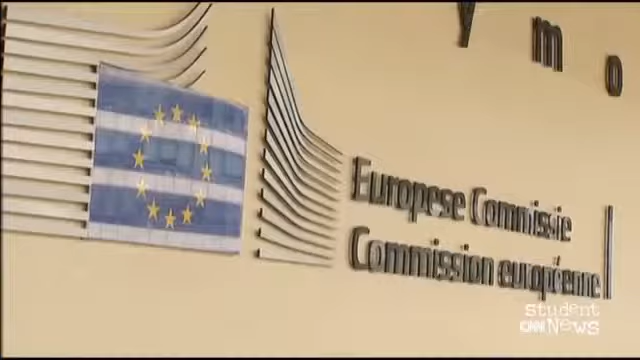 y m o
Europese Commissie
Commission européenne
student
CNN News